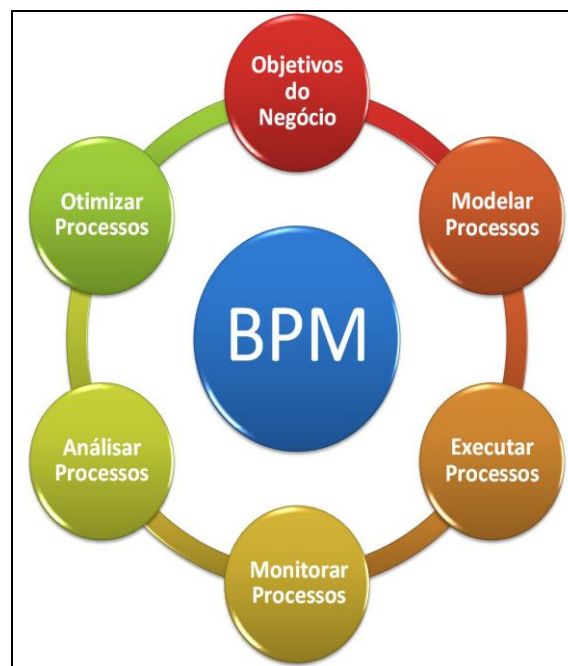 Objetivos
do
Negócio
Modelar
Processos
Executar
Processos
Monitorar
Processos
Análisar
Processos
Otimizar
Processos
BPM